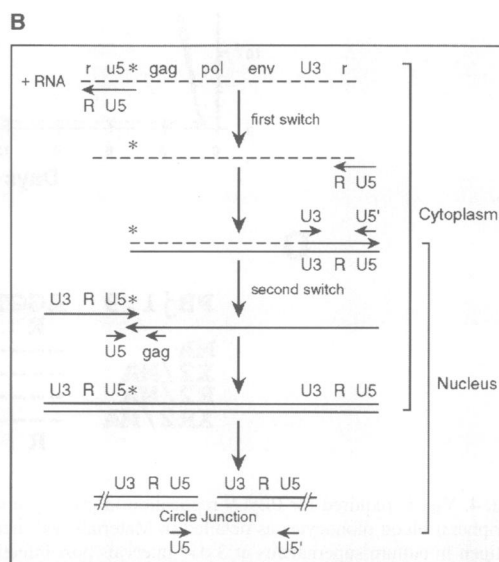 B
r u5 * gag pol env U3 r
+ RNA
R U5
first switch
*
R U5
Cytoplasm
U3 U5'
*
U3 R U5
second switch
U3 R U5*
U5 gag
Nucleus
U3 R U5* U3 R U5
U3 R U5 U3 R U5
Circle Junction
U5 U5'